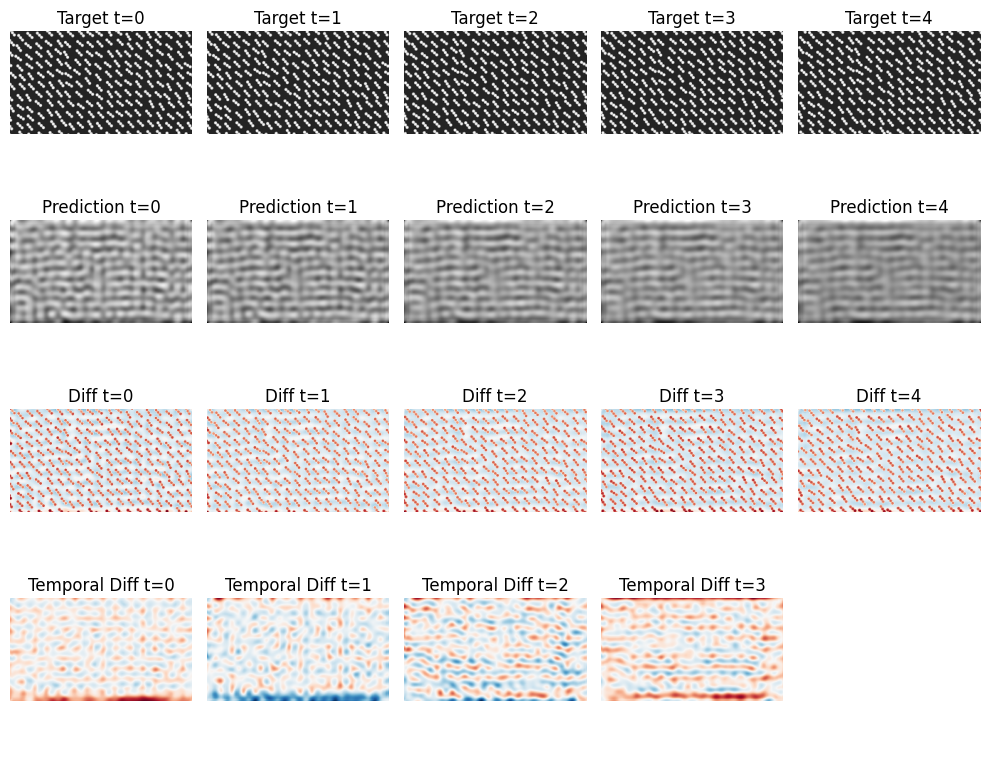 Target t=0 Target t=1 Target t=2 Target t=3 Target t=4
Prediction t=0 Prediction t=1 Prediction t=2 Prediction t=3 Prediction t=4
Diff t=0 Diff t=1 Diff t=2 Diff t=3 Diff t=4
Temporal Diff t=0 Temporal Diff t=1 Temporal Diff t=2 Temporal Diff t=3